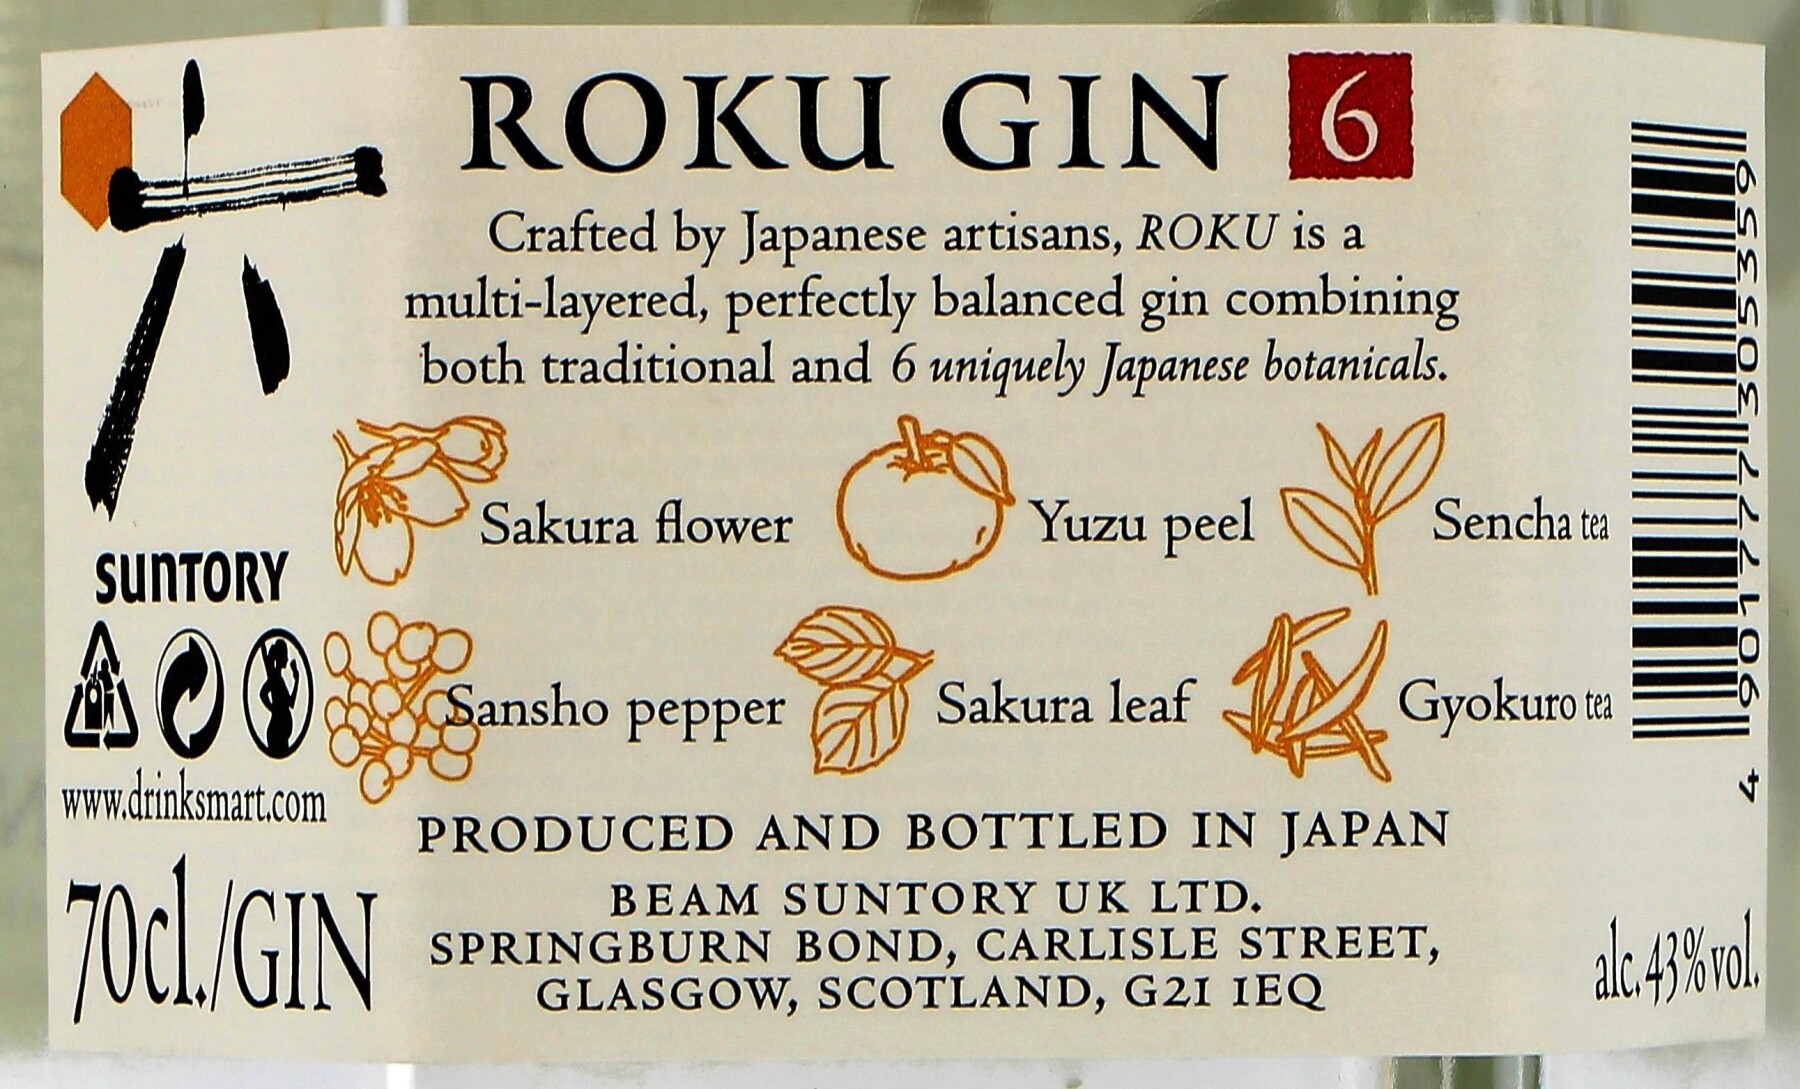 六
ROKU GIN 6
Crafted by Japanese artisans, ROKU is a
multi-layered, perfectly balanced gin combining
both traditional and 6 uniquely Japanese botanicals.
Sakura flower
Yuzu peel
Sencha tea
Sansho pepper
Sakura leaf
Gyokuro tea
SUNTORY
www.drinksmart.com
70cl./GIN
PRODUCED AND BOTTLED IN JAPAN
BEAM SUNTORY UK LTD.
SPRINGBURN BOND, CARLISLE STREET,
GLASGOW, SCOTLAND, G21 1EQ
alc.43%vol.
4 901777 305359